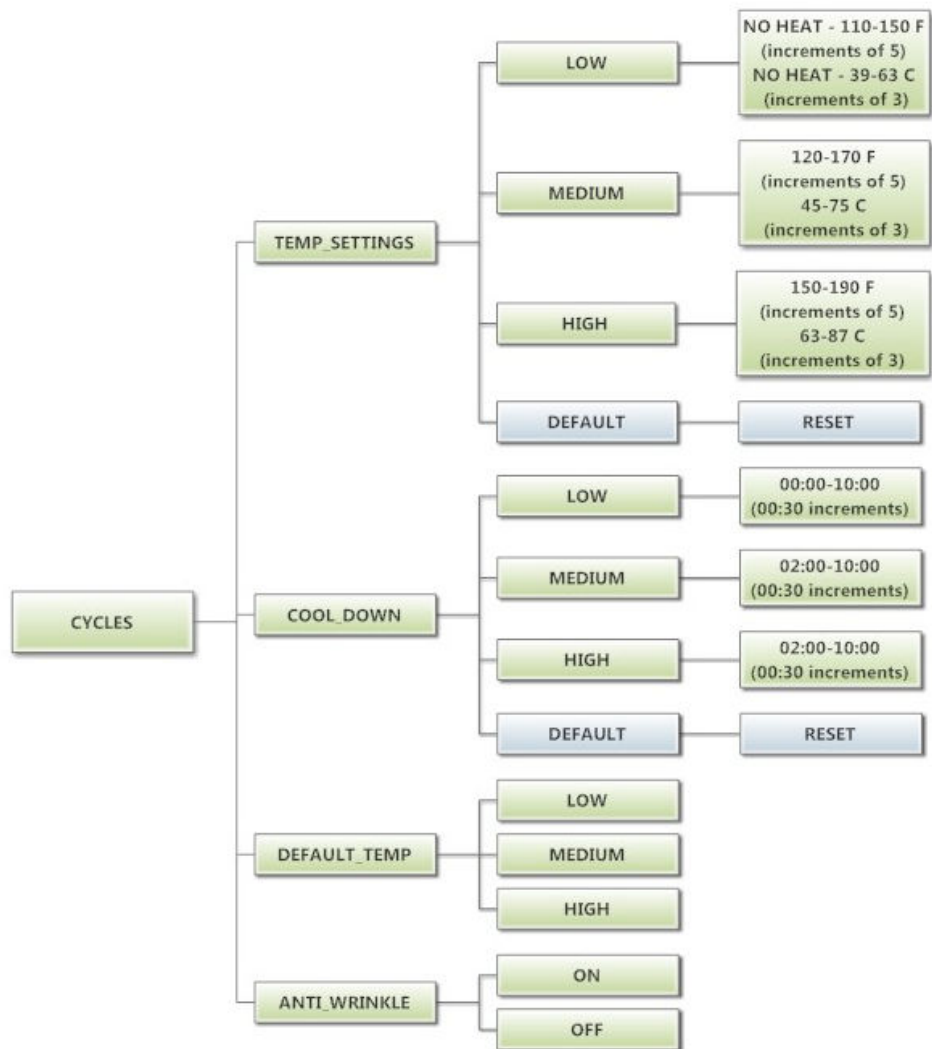 CYCLES
TEMP_SETTINGS
LOW
NO HEAT - 110-150 F
(increments of 5)
NO HEAT - 39-63 C
(increments of 3)
MEDIUM
120-170 F
(increments of 5)
45-75 C
(increments of 3)
HIGH
150-190 F
(increments of 5)
63-87 C
(increments of 3)
DEFAULT
RESET
COOL_DOWN
LOW
00:00-10:00
(00:30 increments)
MEDIUM
02:00-10:00
(00:30 increments)
HIGH
02:00-10:00
(00:30 increments)
DEFAULT
RESET
DEFAULT_TEMP
LOW
MEDIUM
HIGH
ANTI_WRINKLE
ON
OFF